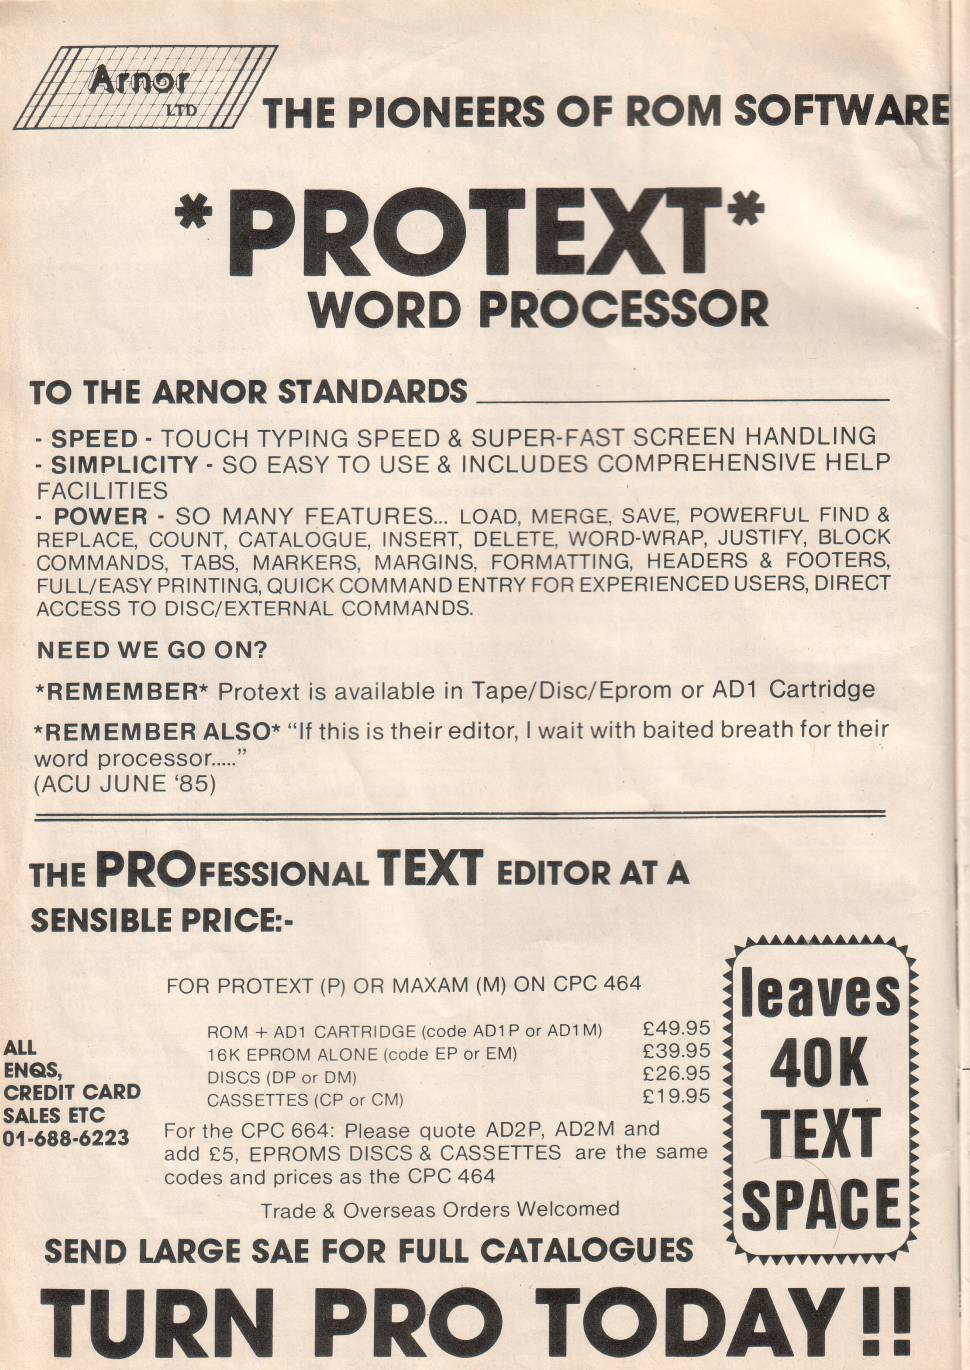 Arnor
LTD
THE PIONEERS OF ROM SOFTWARE
*PROTEXT*
WORD PROCESSOR
TO THE ARNOR STANDARDS
- SPEED - TOUCH TYPING SPEED & SUPER-FAST SCREEN HANDLING
- SIMPLICITY - SO EASY TO USE & INCLUDES COMPREHENSIVE HELP
FACILITIES
- POWER - SO MANY FEATURES... LOAD, MERGE, SAVE, POWERFUL FIND &
REPLACE, COUNT, CATALOGUE, INSERT, DELETE, WORD-WRAP, JUSTIFY, BLOCK
COMMANDS, TABS, MARKERS, MARGINS, FORMATTING, HEADERS & FOOTERS,
FULL/EASY PRINTING, QUICK COMMAND ENTRY FOR EXPERIENCED USERS, DIRECT
ACCESS TO DISC/EXTERNAL COMMANDS.
NEED WE GO ON?
*REMEMBER* Protext is available in Tape/Disc/Eprom or AD1 Cartridge
*REMEMBER ALSO* “If this is their editor, I wait with baited breath for their
word processor.....”
(ACU JUNE ‘85)
THE PROFESSIONAL TEXT EDITOR AT A
SENSIBLE PRICE:-
FOR PROTEXT (P) OR MAXAM (M) ON CPC 464
ROM + AD1 CARTRIDGE (code AD1P or AD1M) £49.95
16K EPROM ALONE (code EP or EM) £39.95
DISCS (DP or DM) £26.95
CASSETTES (CP or CM) £19.95
For the CPC 664: Please quote AD2P, AD2M and
add £5, EPROMS DISCS & CASSETTES are the same
codes and prices as the CPC 464
Trade & Overseas Orders Welcomed
ALL
ENQS,
CREDIT CARD
SALES ETC
01-688-6223
leaves
40K
TEXT
SPACE
SEND LARGE SAE FOR FULL CATALOGUES
TURN PRO TODAY!!